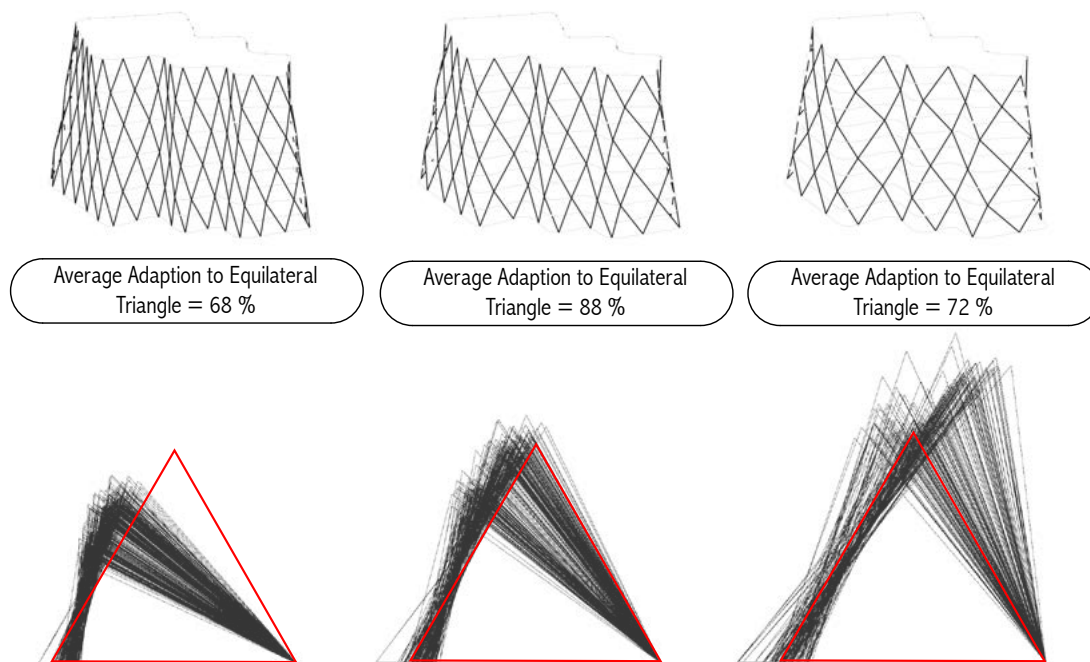 Average Adaption to Equilateral
Triangle = 68 %
Average Adaption to Equilateral
Triangle = 88 %
Average Adaption to Equilateral
Triangle = 72 %